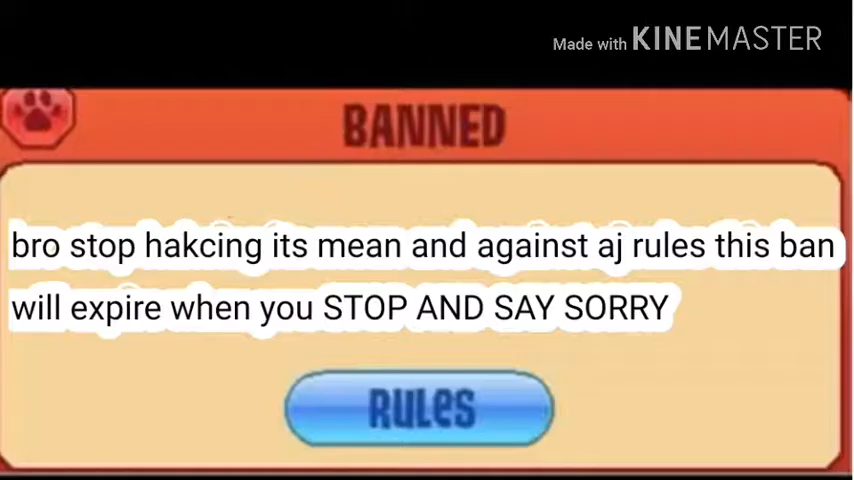 Made with KINEMASTER
BANNED
bro stop hakcing its mean and against aj rules this ban
will expire when you STOP AND SAY SORRY
RULes